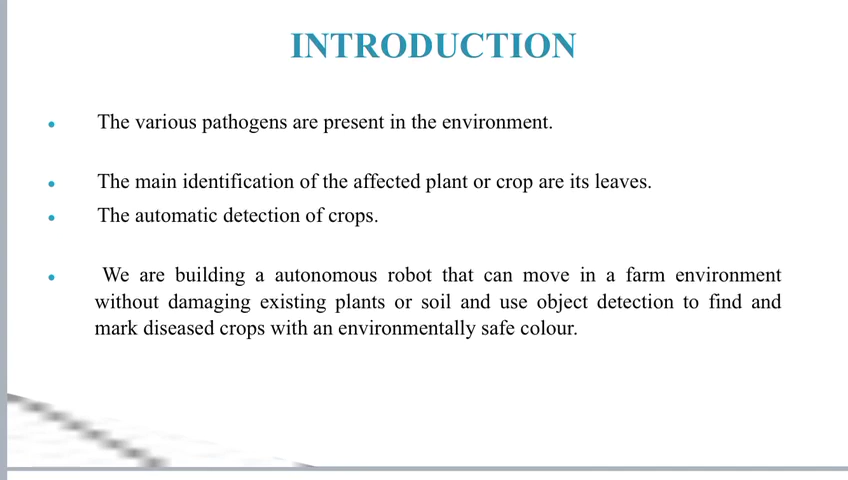 INTRODUCTION
• The various pathogens are present in the environment.
• The main identification of the affected plant or crop are its leaves.
• The automatic detection of crops.
• We are building a autonomous robot that can move in a farm environment
without damaging existing plants or soil and use object detection to find and
mark diseased crops with an environmentally safe colour.